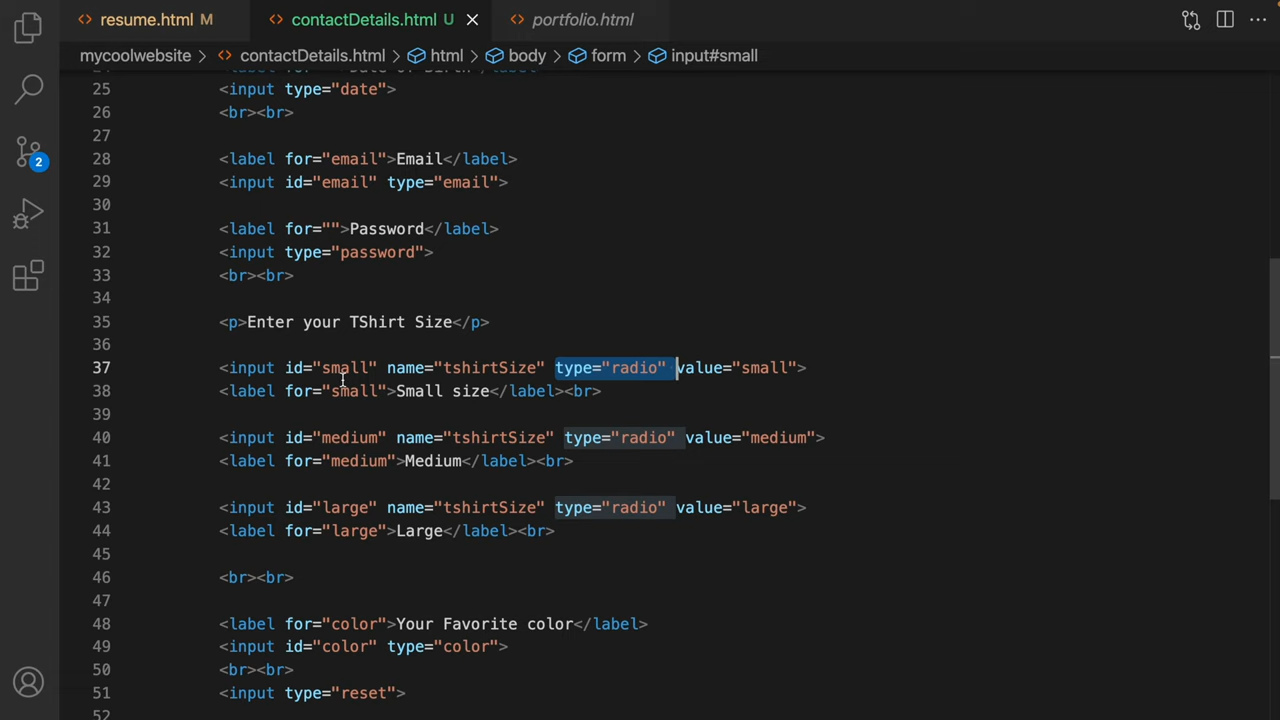 resume.html M
contactDetails.html U
portfolio.html
mycoolwebsite > contactDetails.html > html > body > form > input#small
25 <input type="date">
26 <br><br>
27
28 <label for="email">Email</label>
29 <input id="email" type="email">
30
31 <label for="">Password</label>
32 <input type="password">
33 <br><br>
34
35 <p>Enter your TShirt Size</p>
36
37 <input id="small" name="tshirtSize" type="radio" value="small">
38 <label for="small">Small size</label><br>
39
40 <input id="medium" name="tshirtSize" type="radio" value="medium">
41 <label for="medium">Medium</label><br>
42
43 <input id="large" name="tshirtSize" type="radio" value="large">
44 <label for="large">Large</label><br>
45
46 <br><br>
47
48 <label for="color">Your Favorite color</label>
49 <input id="color" type="color">
50 <br><br>
51 <input type="reset">
52
2